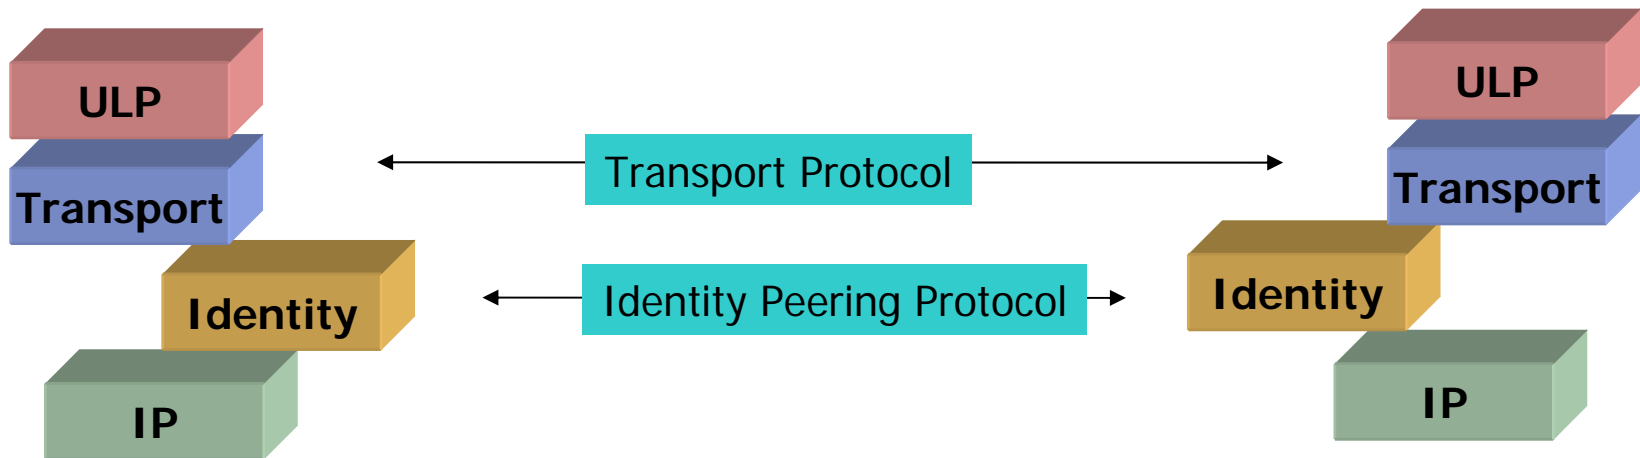 ULP
ULP
Transport Protocol
Transport
Transport
Identity Peering Protocol
Identity
Identity
IP
IP